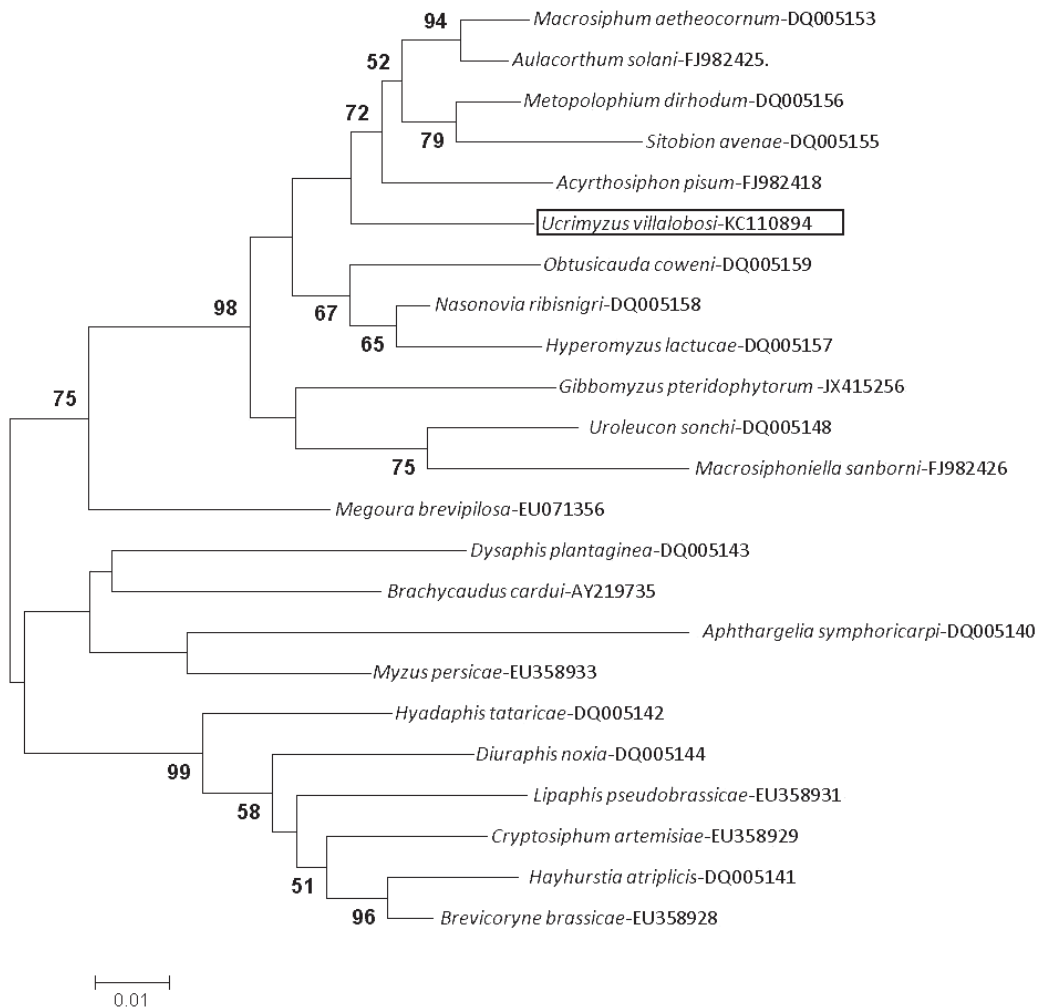 94
Macrosiphum aetheocornum-DQ005153
52
Aulacorthum solani-FJ982425.
Metopolophium dirhodum-DQ005156
72
79
Sitobion avenae-DQ005155
Acyrthosiphon pisum-FJ982418
Ucrimyzus villalobosi-KC110894
Obtusicauda coweni-DQ005159
98
67
Nasonovia ribisnigri-DQ005158
65
Hyperomyzus lactucae-DQ005157
75
Gibbomyzus pteridophytorum -JX415256
Uroleucon sonchi-DQ005148
75
Macrosiphoniella sanborni-FJ982426
Megoura brevipilosa-EU071356
Dysaphis plantaginea-DQ005143
Brachycaudus cardui-AY219735
Aphthargelia symphoricarpi-DQ005140
Myzus persicae-EU358933
Hyadaphis tataricae-DQ005142
99
Diuraphis noxia-DQ005144
58
Lipaphis pseudobrassicae-EU358931
Cryptosiphum artemisiae-EU358929
51
Hayhurstia atriplicis-DQ005141
96
Brevicoryne brassicae-EU358928
0.01